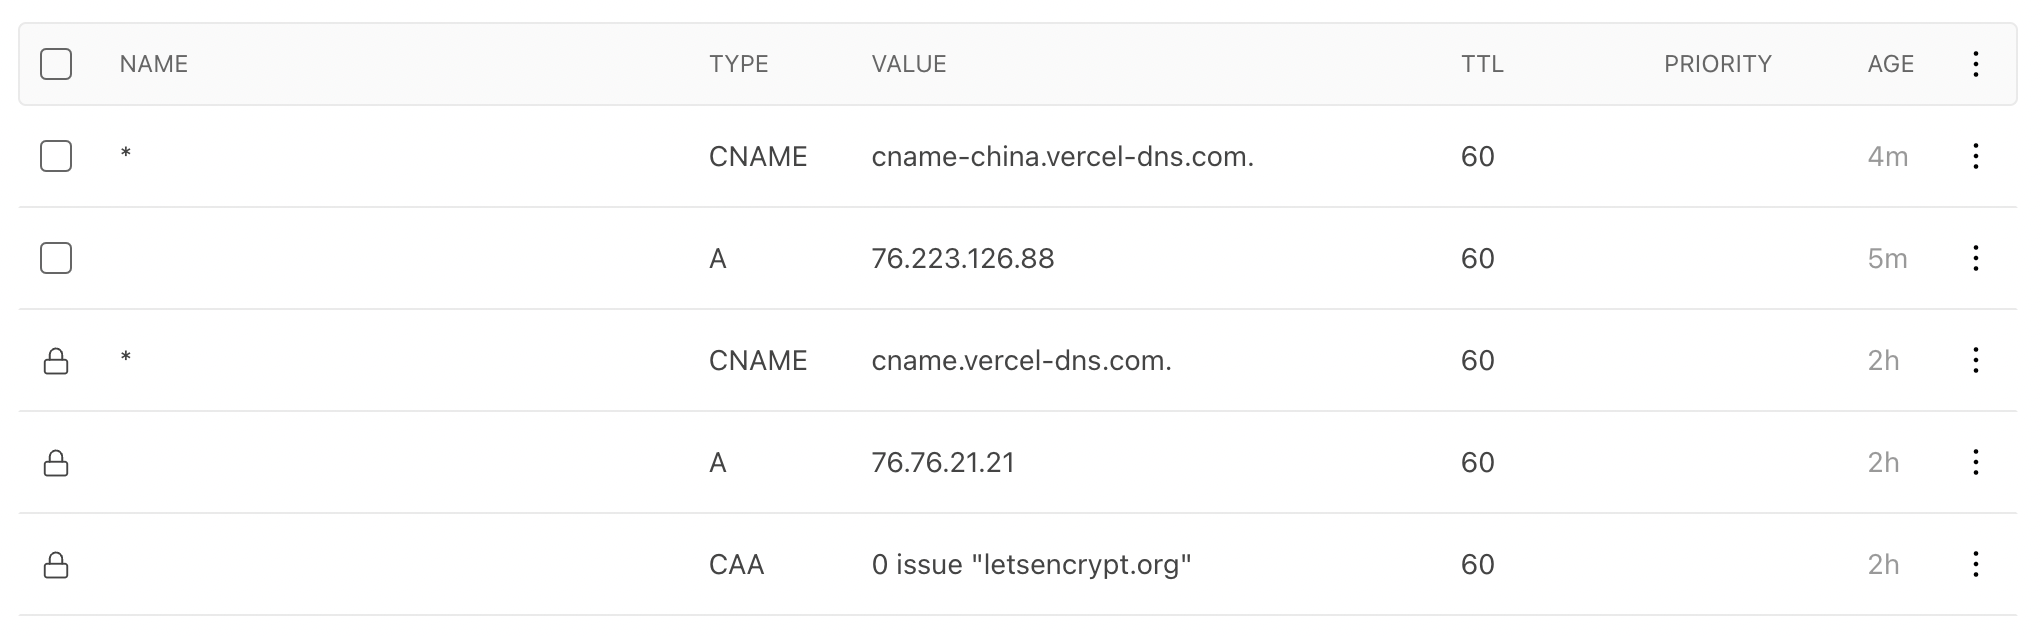 NAME TYPE VALUE TTL PRIORITY AGE
* CNAME cname-china.vercel-dns.com. 60 4m
A 76.223.126.88 60 5m
* CNAME cname.vercel-dns.com. 60 2h
A 76.76.21.21 60 2h
CAA 0 issue "letsencrypt.org" 60 2h